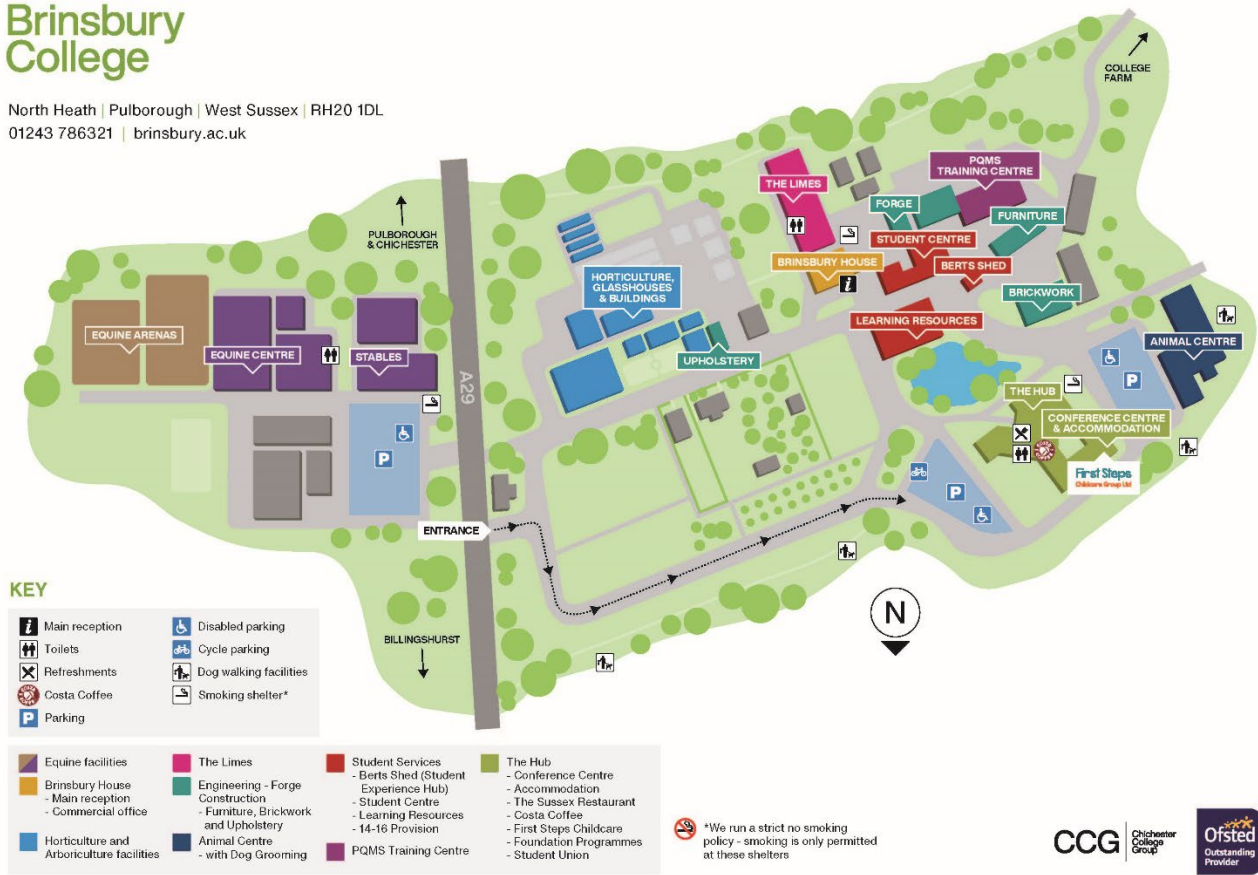 Brinsbury
College
North Heath | Pulborough | West Sussex | RH20 1DL
01243 786321 | brinsbury.ac.uk
COLLEGE
FARM
PULBOROUGH
& CHICHESTER
THE LIMES
PQMS
TRAINING CENTRE
FORGE
FURNITURE
STUDENT CENTRE
BRINSBURY HOUSE
BERTS SHED
i
BRICKWORK
HORTICULTURE,
GLASSHOUSES
& BUILDINGS
LEARNING RESOURCES
ANIMAL CENTRE
EQUINE ARENAS
EQUINE CENTRE
STABLES
UPHOLSTERY
A29
P
THE HUB
CONFERENCE CENTRE
& ACCOMMODATION
First Steps
Childcare Group Ltd
P
P
ENTRANCE
N
BILLINGSHURST
KEY
i Main reception
Toilets
Refreshments
Costa Coffee
P Parking
Disabled parking
Cycle parking
Dog walking facilities
Smoking shelter*
Equine facilities
Brinsbury House
- Main reception
- Commercial office
Horticulture and
Arboriculture facilities
The Limes
Engineering - Forge
Construction
- Furniture, Brickwork
and Upholstery
Animal Centre
- with Dog Grooming
Student Services
- Berts Shed (Student
Experience Hub)
- Student Centre
- Learning Resources
- 14-16 Provision
PQMS Training Centre
The Hub
- Conference Centre
- Accommodation
- The Sussex Restaurant
- Costa Coffee
- First Steps Childcare
- Foundation Programmes
- Student Union
*We run a strict no smoking
policy - smoking is only permitted
at these shelters
CCG
Chichester
College
Group
Ofsted
Outstanding
Provider